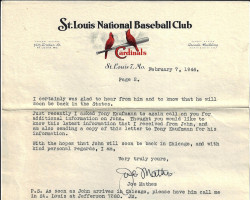 St. Louis National Baseball Club
Cardinals
St. Louis 7, Mo.
February 7, 1946.
Page 2.
I certainly was glad to hear from him and to know that he will
soon be back in the States.
Just recently I asked Tony Kaufmann to again call on you for
additional information on John. Thought you would like to
know this latest information that I received from John, and
am also sending a copy of this letter to Tony Kaufmann for his
information.
With the hopes that John will soon be back in Chicago, and with
kind personal regards, I am,
Very truly yours,
Joe Mathes
Joe Mathes
P.S. As soon as John arrives in Chicago, please have him call me
in St. Louis at Jefferson